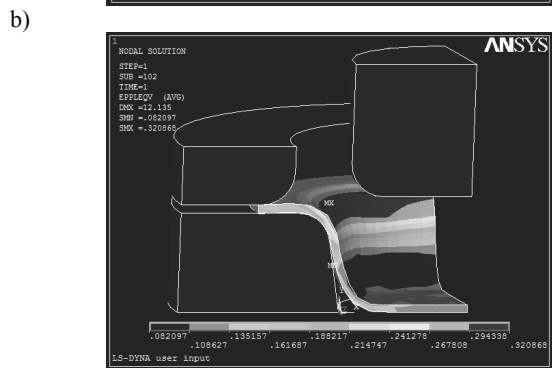 b)
1
ANSYS
NODAL SOLUTION
STEP=1
SUB =102
TIME=1
EPPLEQV (AVG)
DMX =12.135
SMN =.082097
SMX =.320868
MX
MN
X
.082097 .135157 .188217 .241278 .294338
.108627 .161687 .214747 .267808 .320868
LS-DYNA user input